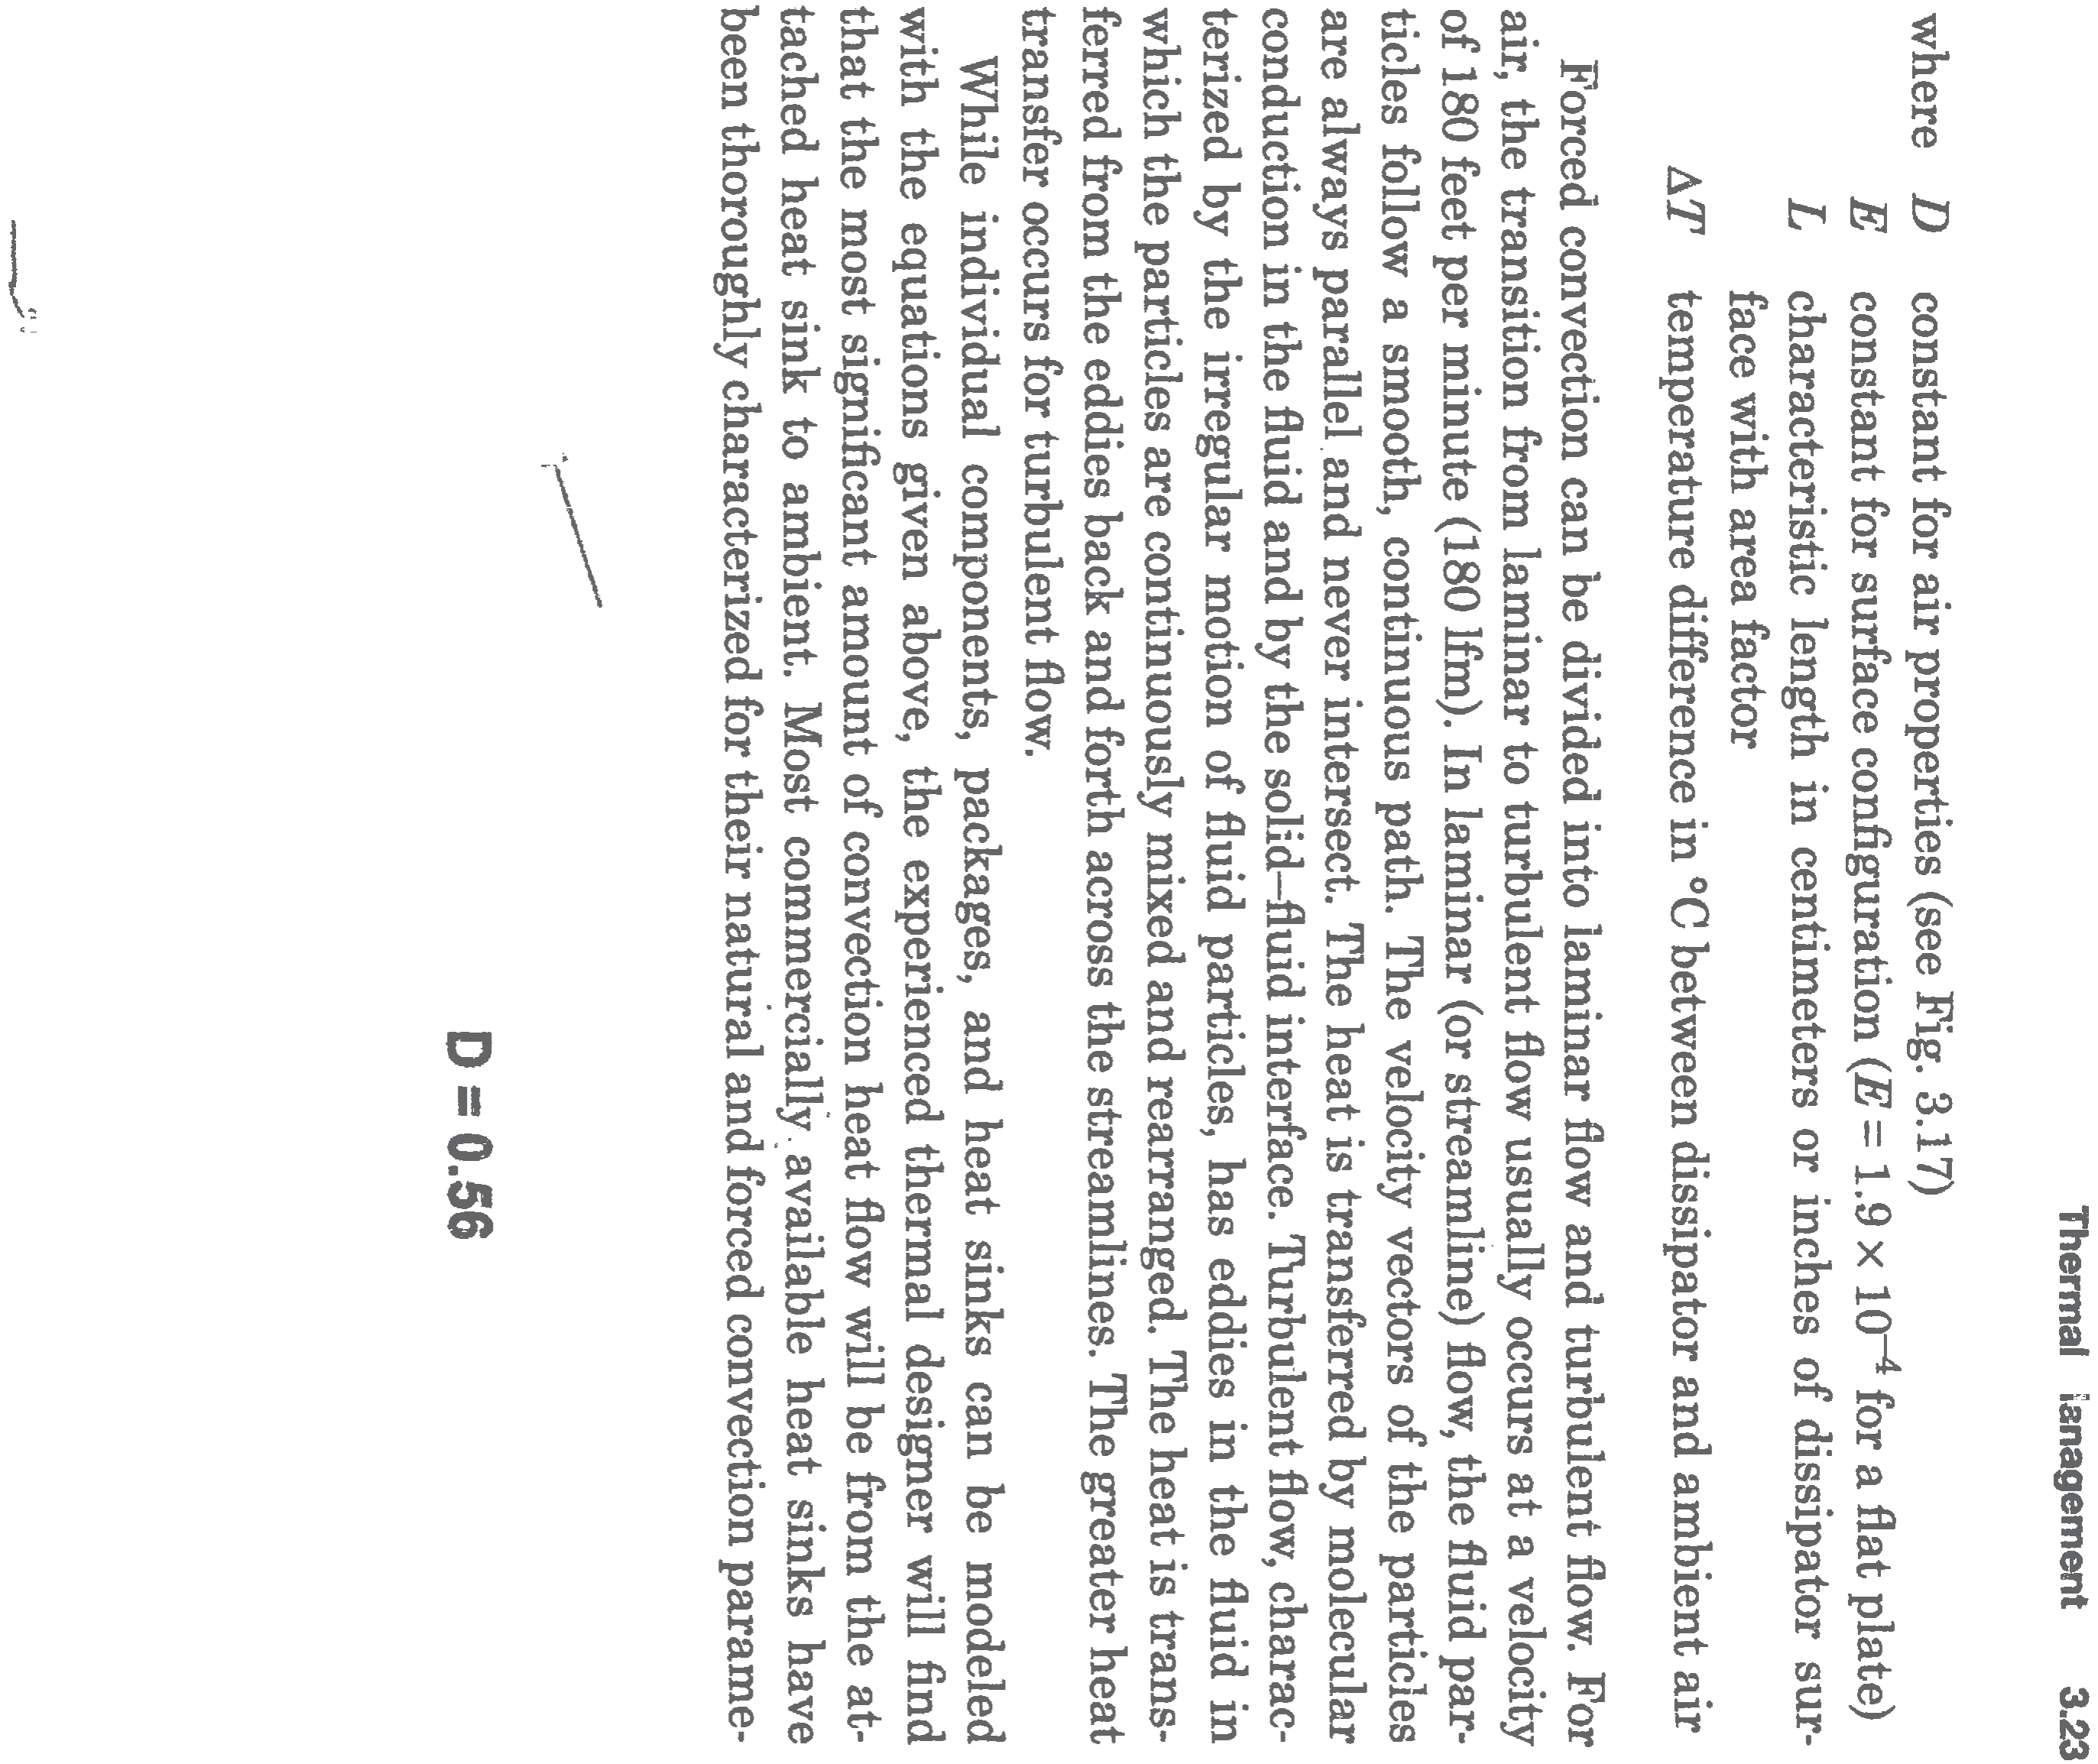 Thermal Management 3.23
where D constant for air properties (see Fig. 3.17)
E constant for surface configuration (E = 1.9 × 10⁻⁴ for a flat plate)
L characteristic length in centimeters or inches of dissipator sur-
face with area factor
ΔT temperature difference in °C between dissipator and ambient air
Forced convection can be divided into laminar flow and turbulent flow. For
air, the transition from laminar to turbulent flow usually occurs at a velocity
of 180 feet per minute (180 lfm). In laminar (or streamline) flow, the fluid par-
ticles follow a smooth, continuous path. The velocity vectors of the particles
are always parallel and never intersect. The heat is transferred by molecular
conduction in the fluid and by the solid–fluid interface. Turbulent flow, charac-
terized by the irregular motion of fluid particles, has eddies in the fluid in
which the particles are continuously mixed and rearranged. The heat is trans-
ferred from the eddies back and forth across the streamlines. The greater heat
transfer occurs for turbulent flow.
While individual components, packages, and heat sinks can be modeled
with the equations given above, the experienced thermal designer will find
that the most significant amount of convection heat flow will be from the at-
tached heat sink to ambient. Most commercially available heat sinks have
been thoroughly characterized for their natural and forced convection parame-
D = 0.56